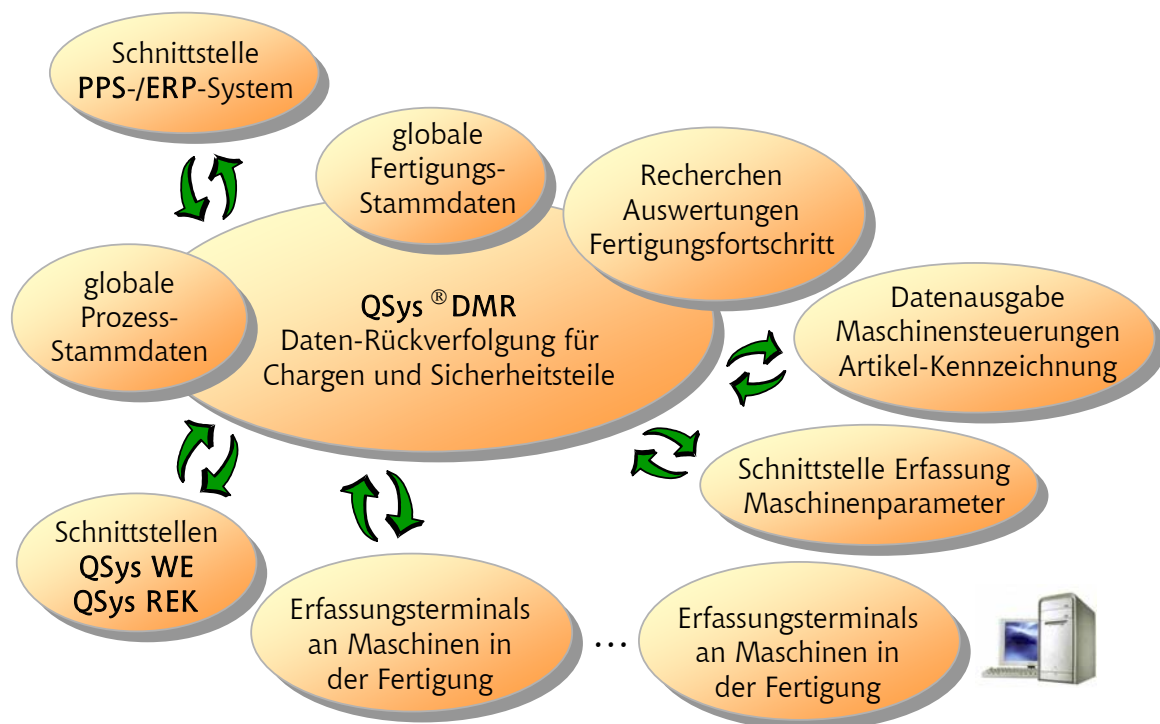 Schnittstelle
PPS-/ERP-System
globale
Fertigungs-
Stammdaten
Recherchen
Auswertungen
Fertigungsfortschritt
globale
Prozess-
Stammdaten
QSys ® DMR
Daten-Rückverfolgung für
Chargen und Sicherheitsteile
Datenausgabe
Maschinensteuerungen
Artikel-Kennzeichnung
Schnittstelle Erfassung
Maschinenparameter
Schnittstellen
QSys WE
QSys REK
Erfassungsterminals
an Maschinen in
der Fertigung
...
Erfassungsterminals
an Maschinen in
der Fertigung